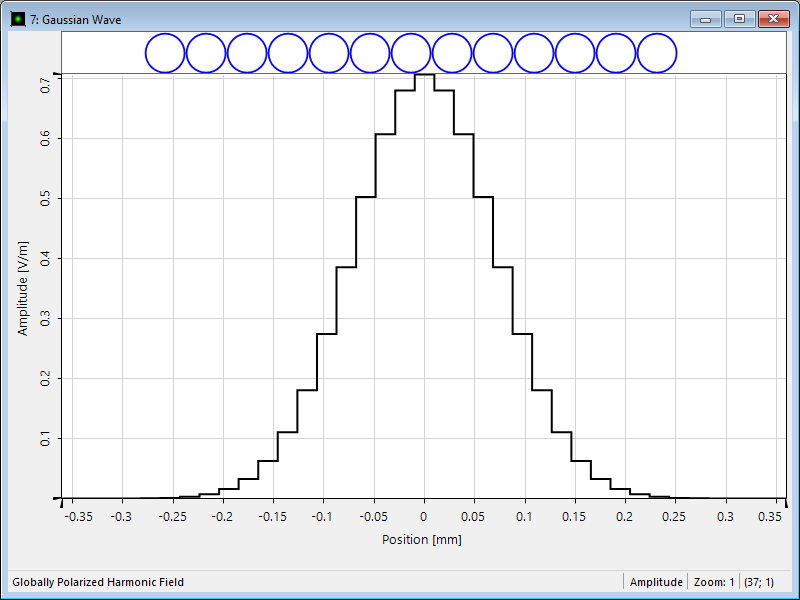 7: Gaussian Wave
0.7
0.6
0.5
0.4
0.3
0.2
0.1
Amplitude [V/m]
-0.35 -0.3 -0.25 -0.2 -0.15 -0.1 -0.05 0 0.05 0.1 0.15 0.2 0.25 0.3 0.35
Position [mm]
Globally Polarized Harmonic Field Amplitude Zoom: 1 (37; 1)